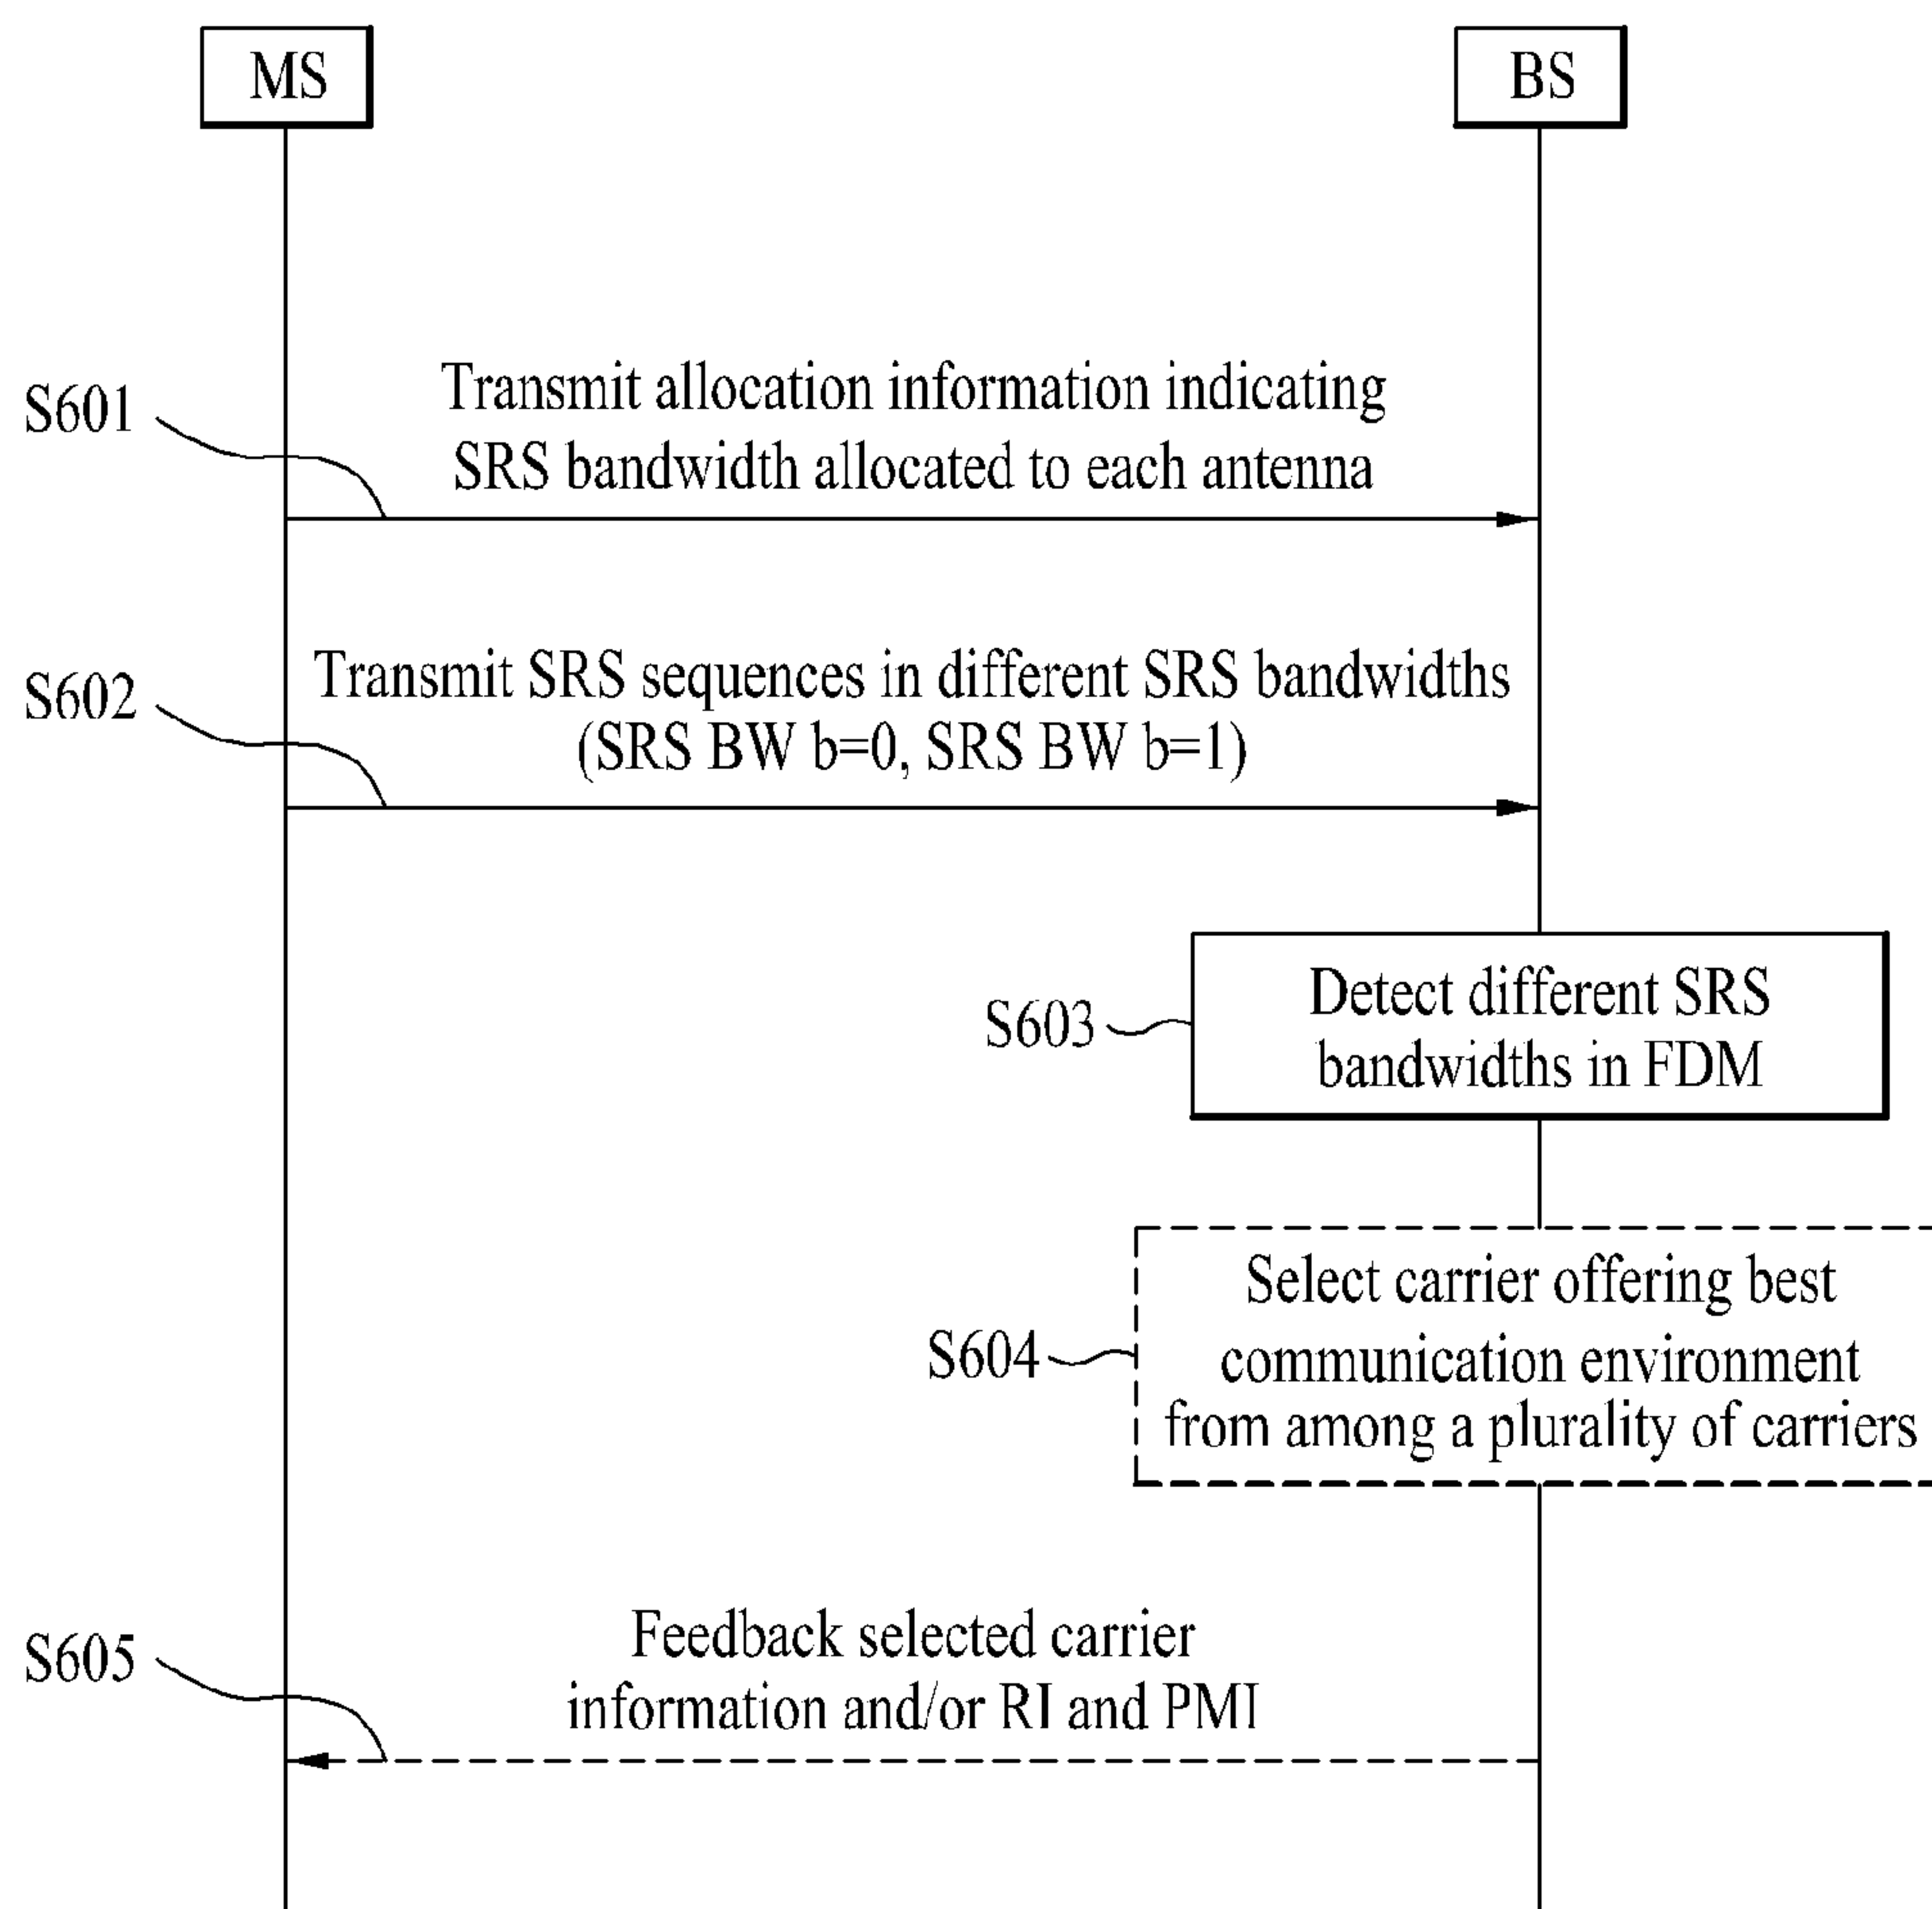 MS
BS
S601
Transmit allocation information indicating
SRS bandwidth allocated to each antenna
S602
Transmit SRS sequences in different SRS bandwidths
(SRS BW b=0, SRS BW b=1)
S603
Detect different SRS
bandwidths in FDM
S604
Select carrier offering best
communication environment
from among a plurality of carriers
S605
Feedback selected carrier
information and/or RI and PMI